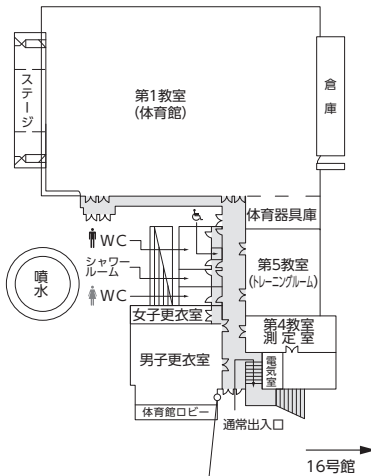 ステージ
第1教室
(体育館)
倉庫
体育器具庫
WC
シャワー
ルーム
WC
噴水
第5教室
(トレーニングルーム)
女子更衣室
第4教室
測定室
男子更衣室
電気室
体育館ロビー
通常出入口
16号館